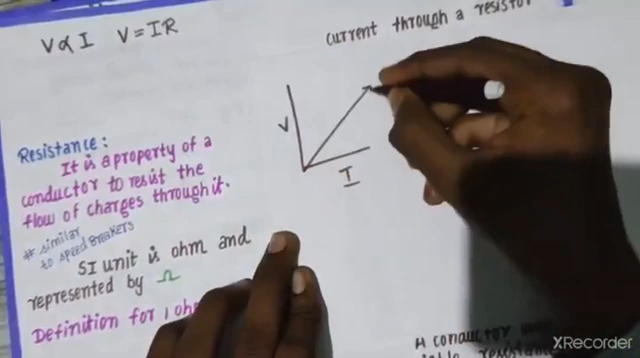 V∝I V=IR
current through a resistor
V
I
Resistance:
It is a property of a
conductor to resist the
flow of charges through it.
# similar
to speed breakers
SI unit is ohm and
represented by Ω
Definition for 1 ohm
A conductor
resistance
XRecorder